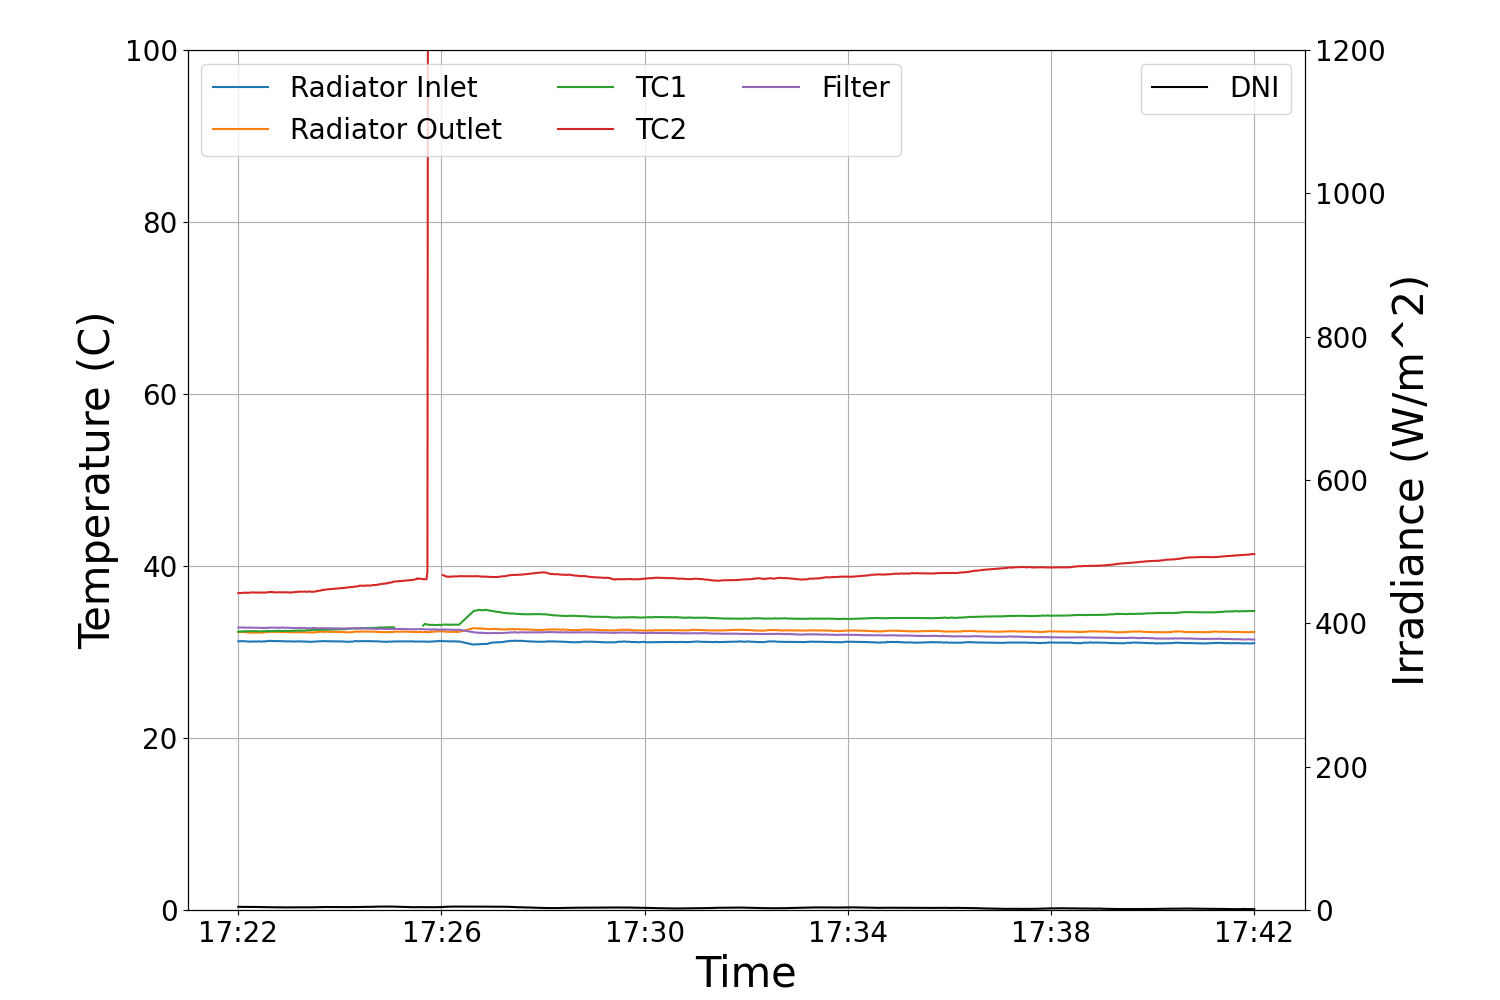 100
80
60
40
20
0
Temperature (C)
Radiator Inlet
Radiator Outlet
TC1
TC2
Filter
DNI
1200
1000
800
600
400
200
0
Irradiance (W/m^2)
17:22
17:26
17:30
17:34
17:38
17:42
Time